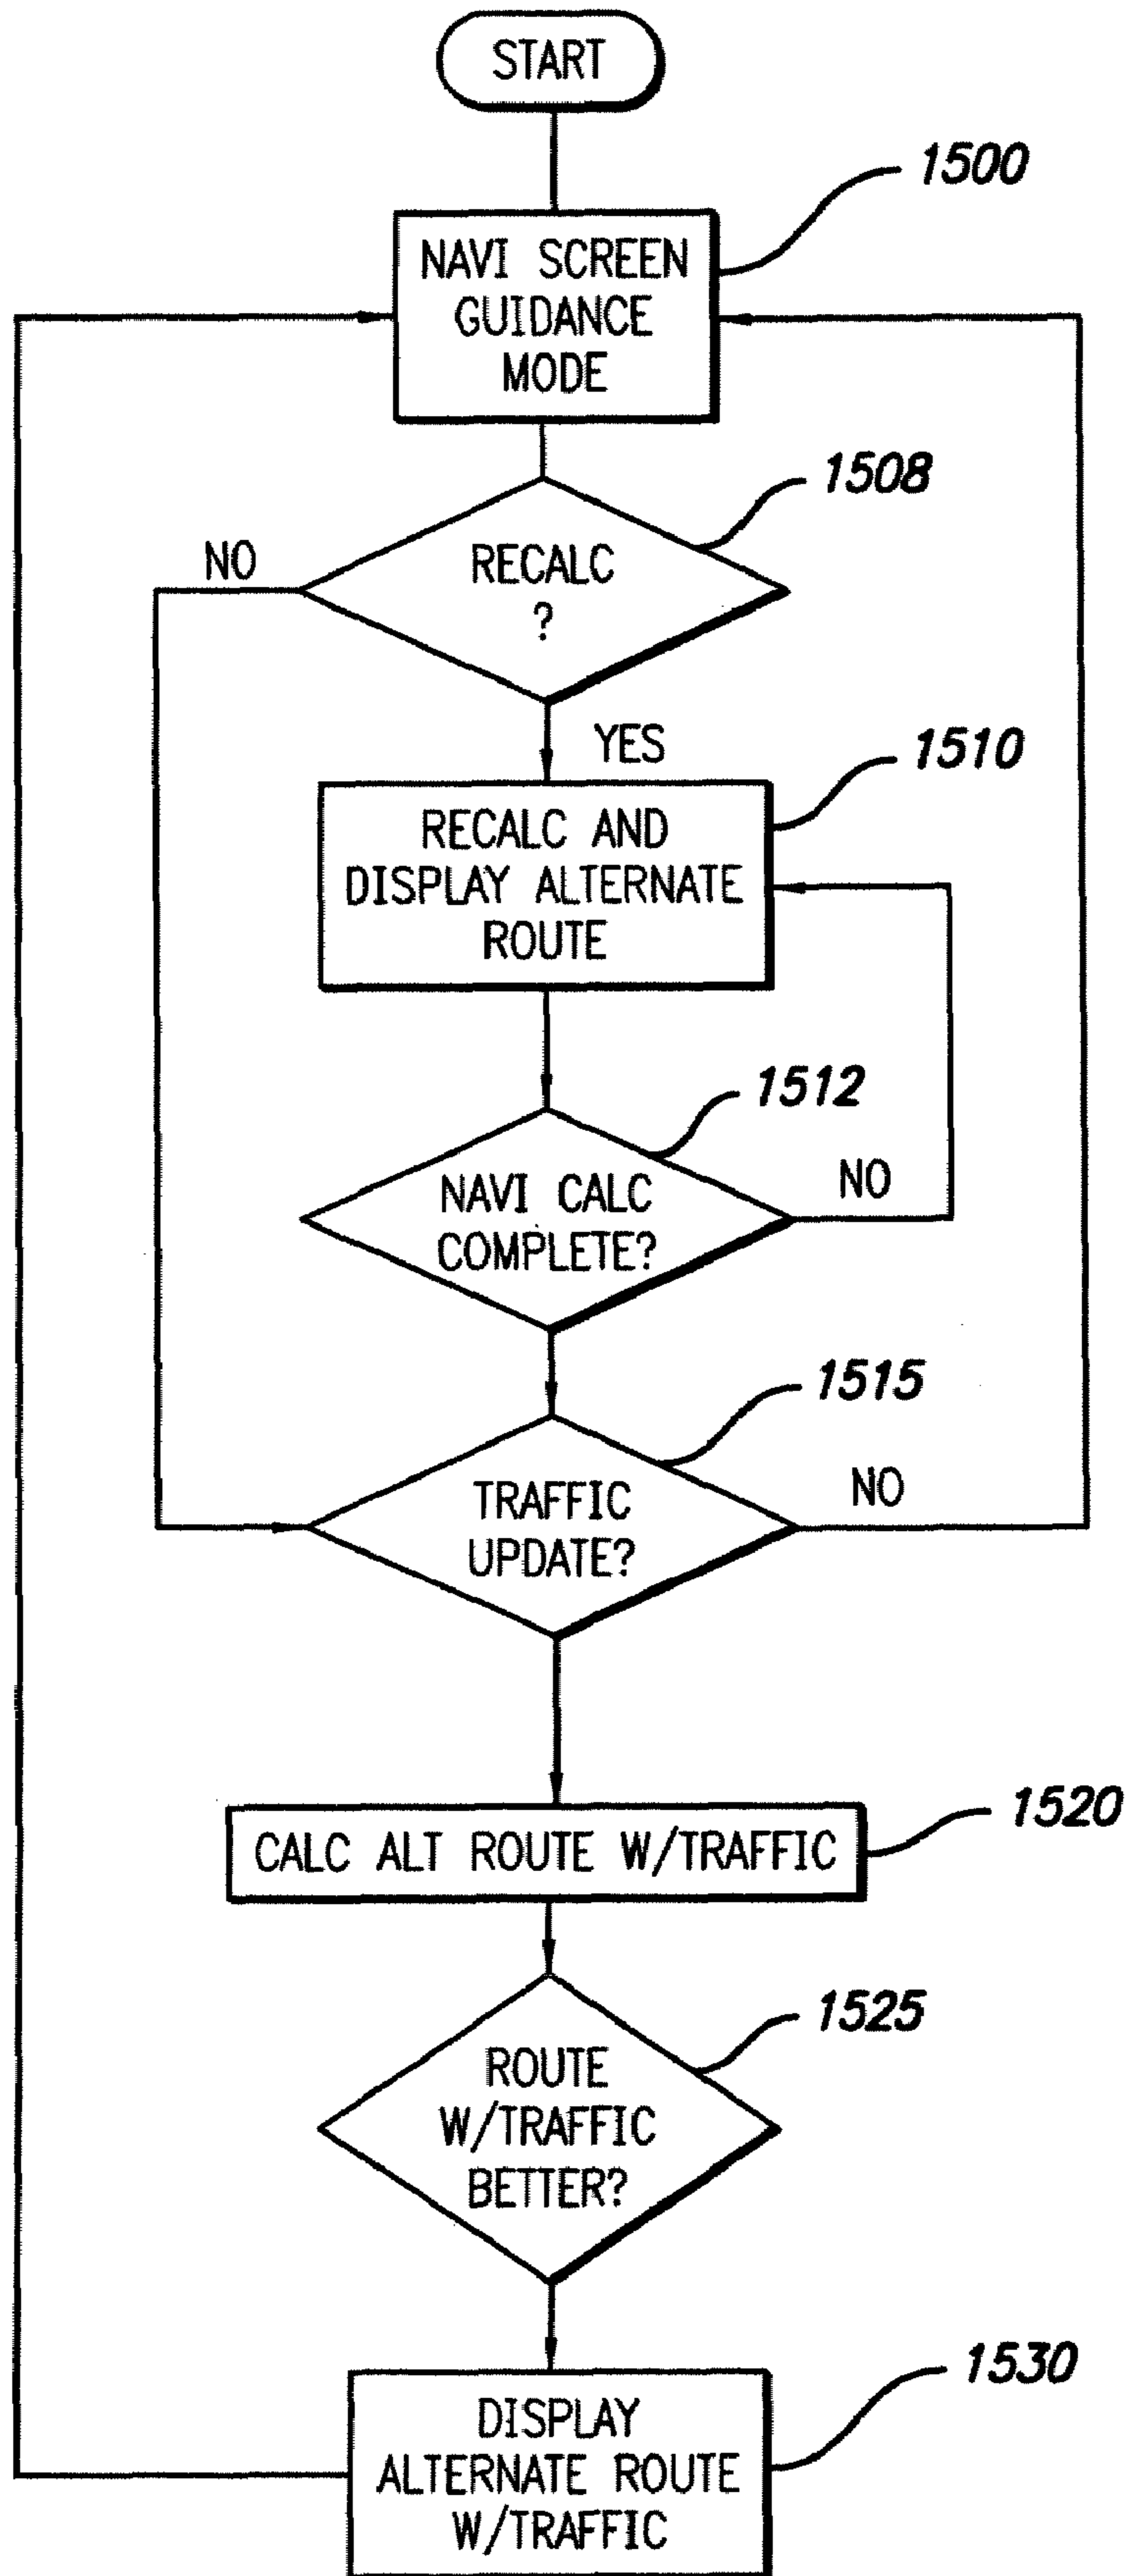 START
1500
NAVI SCREEN
GUIDANCE
MODE
1508
NO
RECALC
?
YES
1510
RECALC AND
DISPLAY ALTERNATE
ROUTE
1512
NAVI CALC
COMPLETE?
NO
1515
TRAFFIC
UPDATE?
NO
1520
CALC ALT ROUTE W/TRAFFIC
1525
ROUTE
W/TRAFFIC
BETTER?
1530
DISPLAY
ALTERNATE ROUTE
W/TRAFFIC